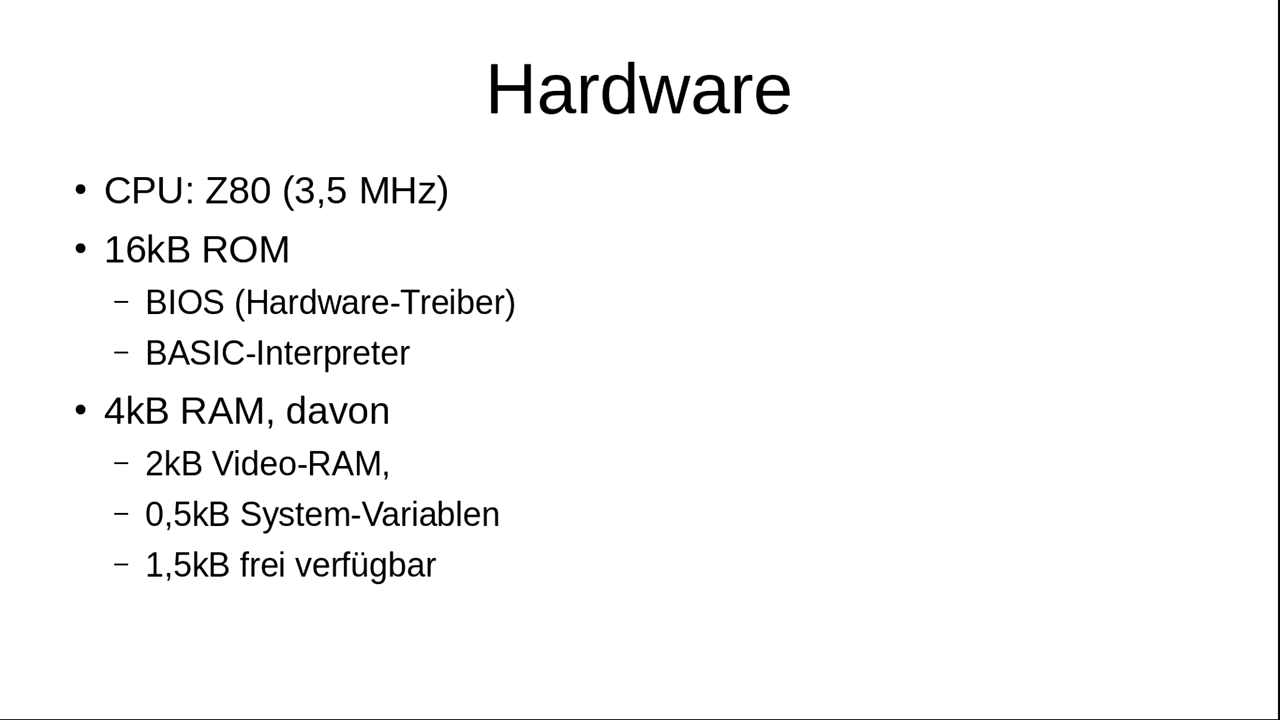 Hardware
• CPU: Z80 (3,5 MHz)
• 16kB ROM
– BIOS (Hardware-Treiber)
– BASIC-Interpreter
• 4kB RAM, davon
– 2kB Video-RAM,
– 0,5kB System-Variablen
– 1,5kB frei verfügbar